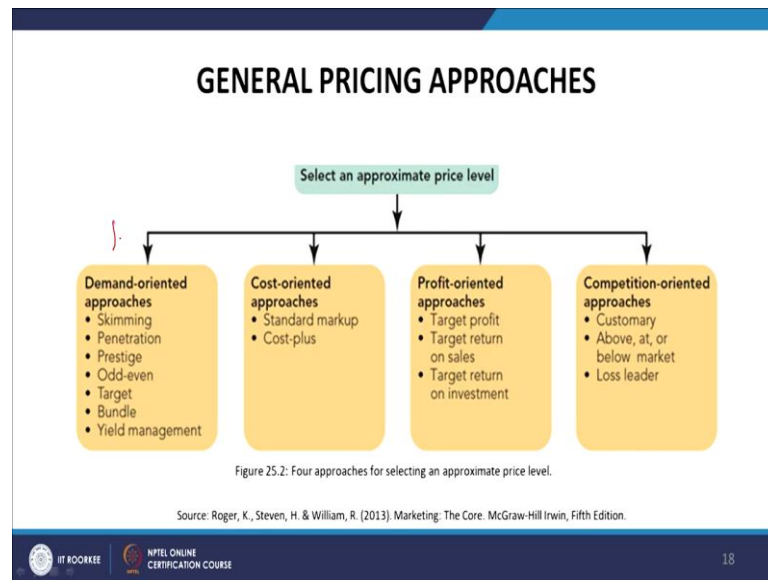 GENERAL PRICING APPROACHES
Select an approximate price level
Demand-oriented
approaches
• Skimming
• Penetration
• Prestige
• Odd-even
• Target
• Bundle
• Yield management
Cost-oriented
approaches
• Standard markup
• Cost-plus
Profit-oriented
approaches
• Target profit
• Target return
on sales
• Target return
on investment
Competition-oriented
approaches
• Customary
• Above, at, or
below market
• Loss leader
Figure 25.2: Four approaches for selecting an approximate price level.
Source: Roger, K., Steven, H. & William, R. (2013). Marketing: The Core. McGraw-Hill Irwin, Fifth Edition.
IIT ROORKEE
NPTEL ONLINE
CERTIFICATION COURSE
18